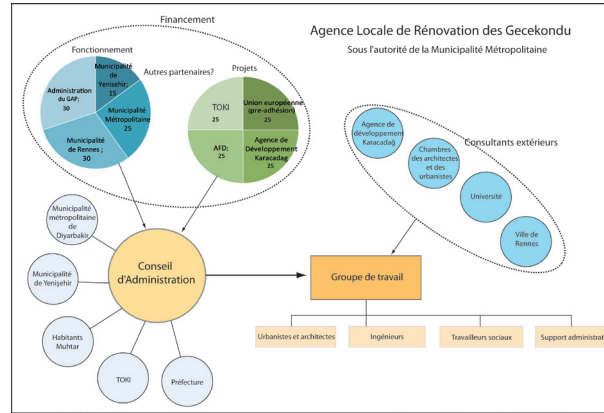 Financement
Agence Locale de Rénovation des Gecekondu
Sous l'autorité de la Municipalité Métropolitaine
Fonctionnement
Autres partenaires?
Projets
Municipalité
de
Yenisehir;
15
Administration
du GAP;
30
Municipalité
Métropolitaine
25
Municipalité
de Rennes ;
30
TOKI
25
Union européenne
(pre-adhésion)
25
AFD;
25
Agence de
Développement
Karacadag
25
Consultants extérieurs
Agence de
développement
Karacadağ
Chambres
des architectes
et des
urbanistes
Université
Ville de
Rennes
Municipalité
métropolitaine
de
Diyarbakir
Municipalité
de Yenişehir
Habitants
Muhtar
TOKI
Préfecture
Conseil
d'Administration
Groupe de travail
Urbanistes et architectes
Ingénieurs
Travailleurs sociaux
Support administrat